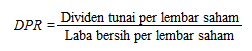 DPR = Dividen tunai per lembar saham
Laba bersih per lembar saham